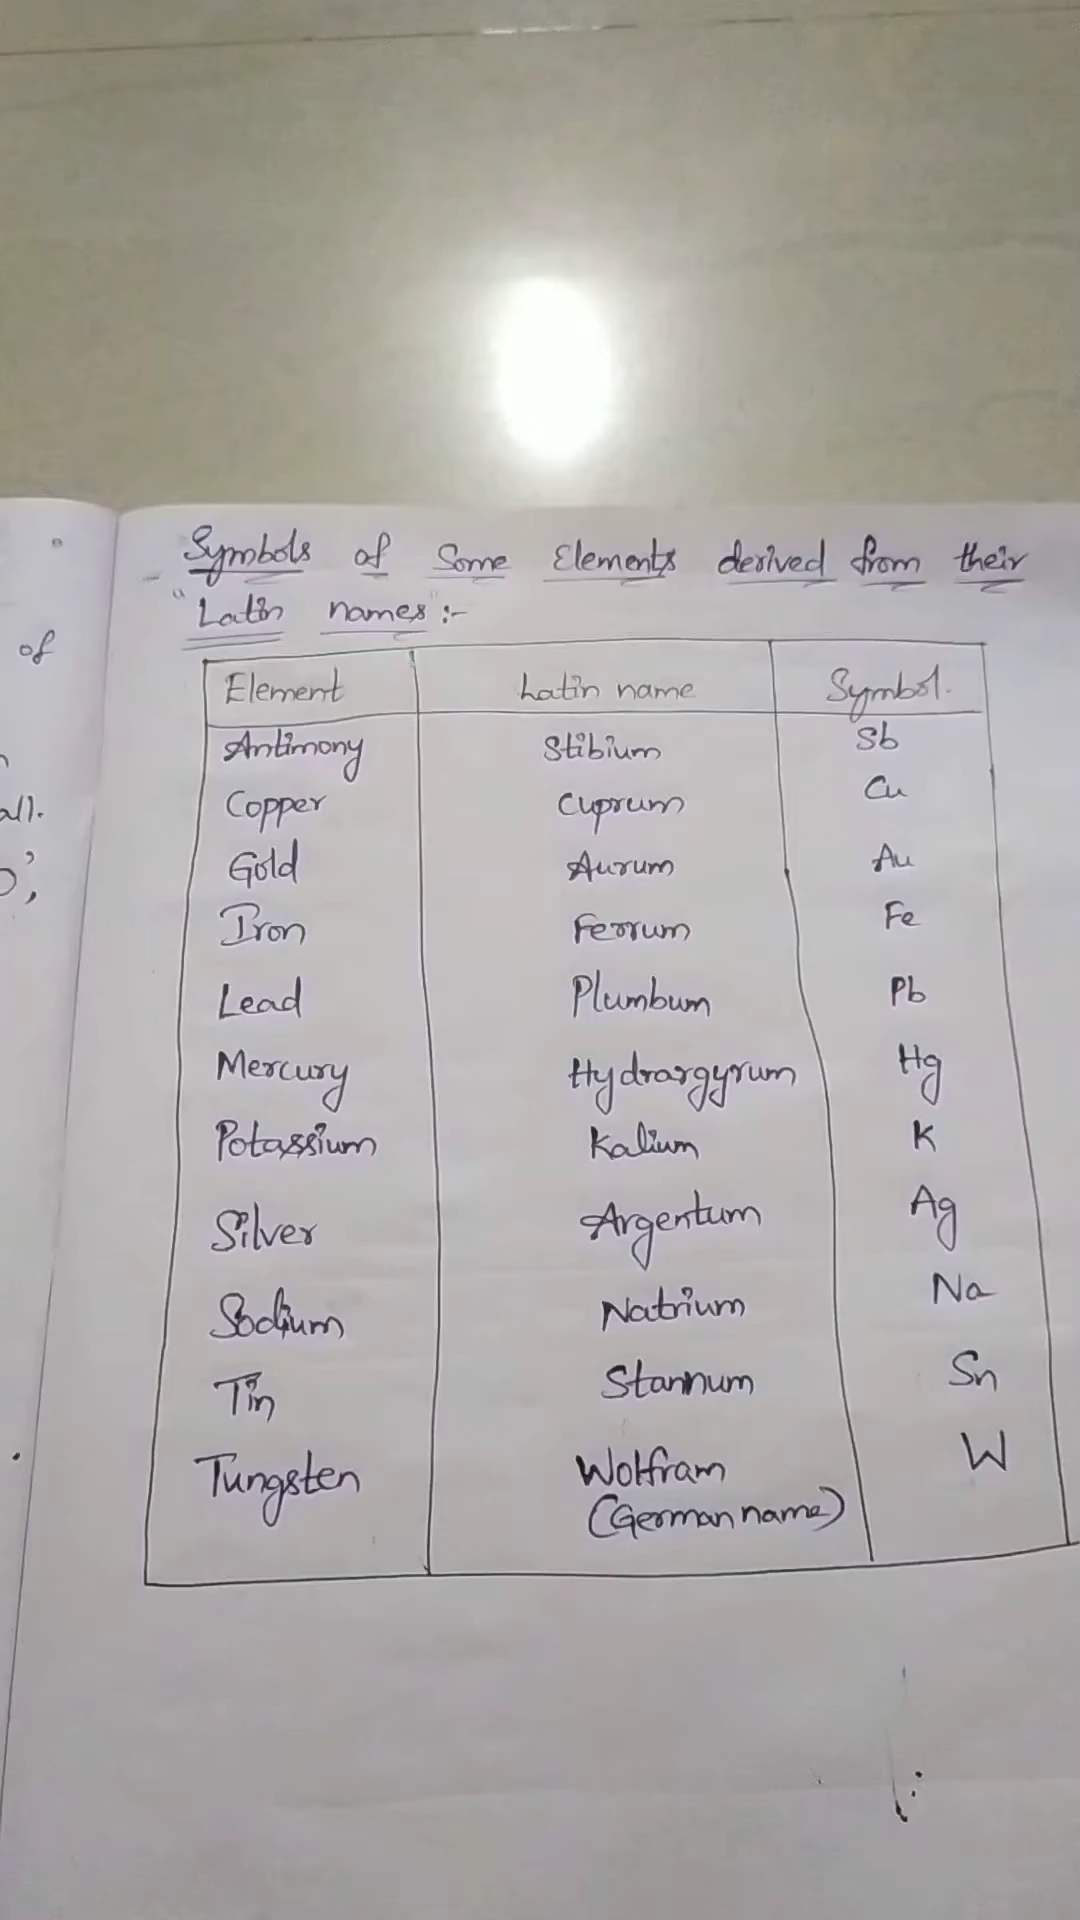 Symbols of Some Elements derived from their
"Latin names":-
Element Latin name Symbol.
Antimony Stibium Sb
Copper Cuprum Cu
Gold Aurum Au
Iron Ferrum Fe
Lead Plumbum Pb
Mercury Hydrargyrum Hg
Potassium Kalium K
Silver Argentum Ag
Sodium Natrium Na
Tin Stannum Sn
Tungsten Wolfram W
(German name)
of
all.